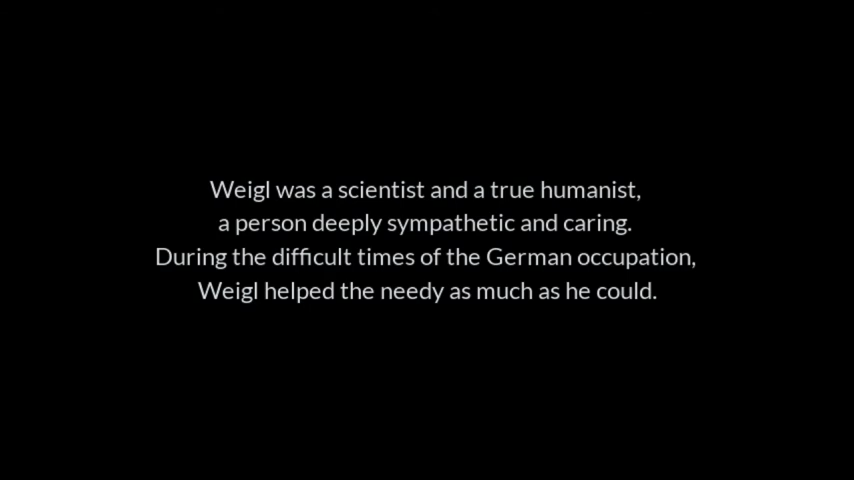 Weigl was a scientist and a true humanist,
a person deeply sympathetic and caring.
During the difficult times of the German occupation,
Weigl helped the needy as much as he could.